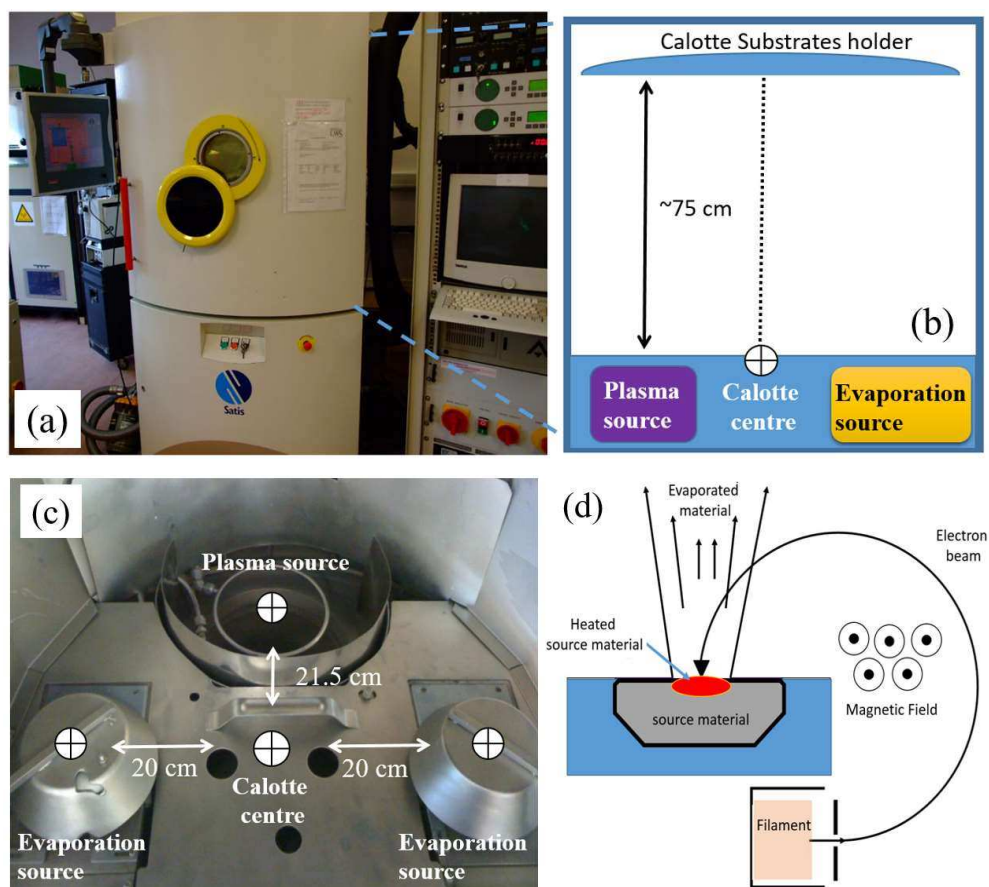 (a)
Satis
Calotte Substrates holder
~75 cm
(b)
Plasma
source
Calotte
centre
Evaporation
source
(c)
Plasma source
21.5 cm
20 cm
20 cm
Calotte
centre
Evaporation
source
Evaporation
source
(d)
Evaporated
material
Electron
beam
Heated
source material
source material
Magnetic Field
Filament